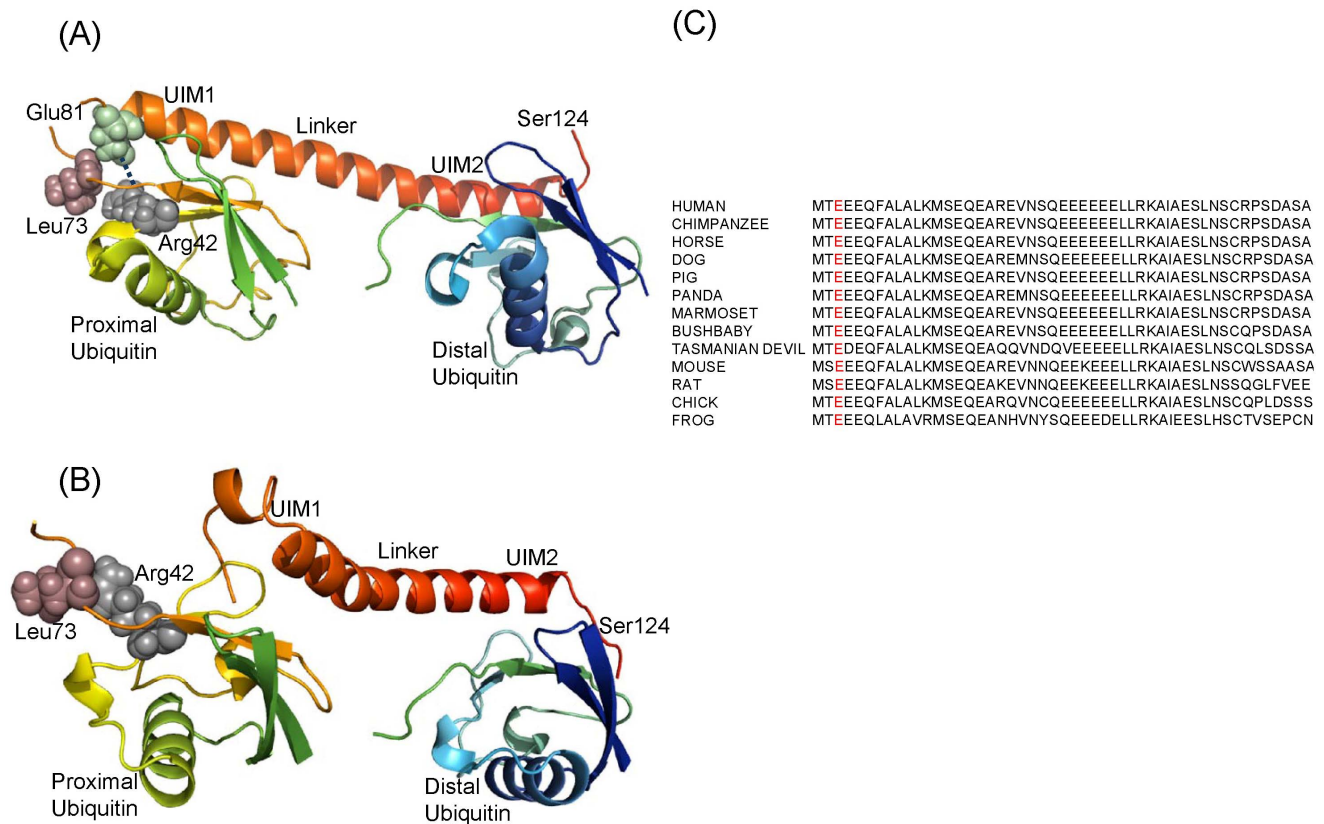 (A)
UIM1
Glu81
Linker
Ser124
UIM2
Leu73
Arg42
Proximal
Ubiquitin
Distal
Ubiquitin
(B)
UIM1
Arg42
Linker
UIM2
Leu73
Ser124
Proximal
Ubiquitin
Distal
Ubiquitin
(C)
HUMAN MTEEEQFALALKMSEQEAREVNSQEEEEEELLRKAIAESLNSCRPSDASA
CHIMPANZEE MTEEEQFALALKMSEQEAREVNSQEEEEEELLRKAIAESLNSCRPSDASA
HORSE MTEEEQFALALKMSEQEAREVNSQEEEEEELLRKAIAESLNSCRPSDASA
DOG MTEEEQFALALKMSEQEAREMNSQEEEEEELLRKAIAESLNSCRPSDASA
PIG MTEEEQFALALKMSEQEAREVNSQEEEEEELLRKAIAESLNSCRPSDASA
PANDA MTEEEQFALALKMSEQEAREMNSQEEEEEELLRKAIAESLNSCRPSDASA
MARMOSET MTEEEQFALALKMSEQEAREVNSQEEEEEELLRKAIAESLNSCRPSDASA
BUSHBABY MTEEEQFALALKMSEQEAREVNSQEEEEEELLRKAIAESLNSCQPSDASA
TASMANIAN DEVIL MTEDEQFALALKMSEQEAQQVNDQVEEEEELLRKAIAESLNSCQLSDSSA
MOUSE MSEEEQFALALKMSEQEAREVNNQEEKEEELLRKAIAESLNSCWSSAASA
RAT MSEEEQFALALKMSEQEAKEVNNQEEKEEELLRKAIAESLNSSQGLFVEE
CHICK MTEEEQFALALKMSEQEARQVNCQEEEEEELLRKAIAESLNSCQPLDSSS
FROG MTEEEQLALAVRMSEQEANHVNYSQEEEDELLRKAIEESLHSCTVSEPCN